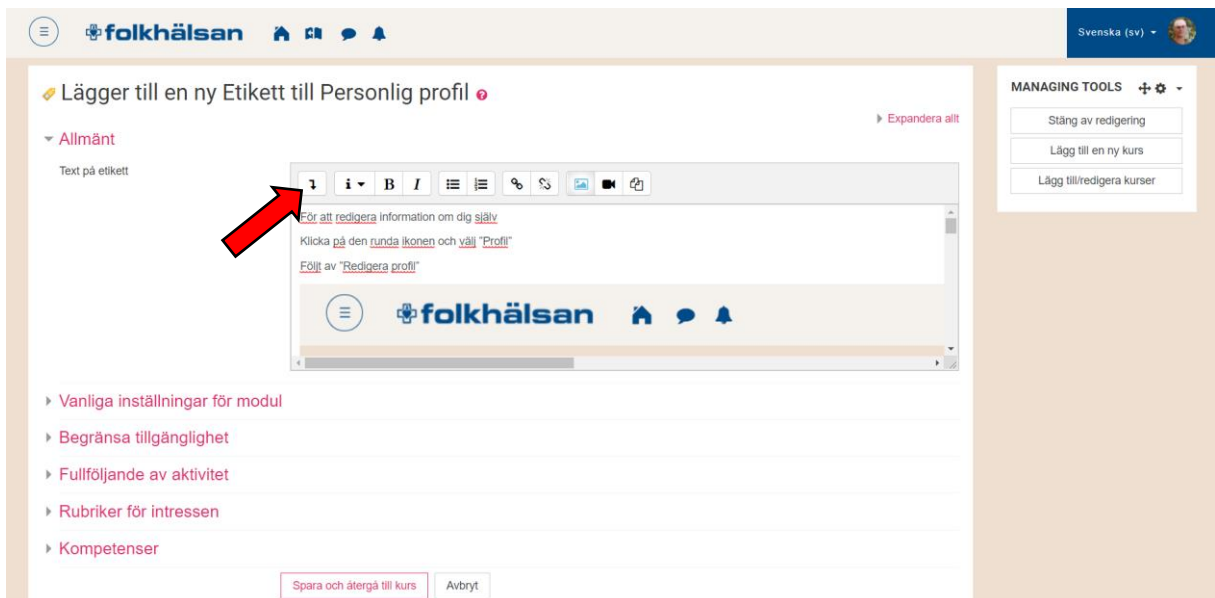 folkhälsan
Svenska (sv)
Lägger till en ny Etikett till Personlig profil
Expandera allt
Allmänt
Text på etikett
i B I
För att redigera information om dig själv
Klicka på den runda ikonen och välj "Profil"
Följt av "Redigera profil"
folkhälsan
Vanliga inställningar för modul
Begränsa tillgänglighet
Fullföljande av aktivitet
Rubriker för intressen
Kompetenser
Spara och återgå till kurs
Avbryt
MANAGING TOOLS
Stäng av redigering
Lägg till en ny kurs
Lägg till/redigera kurser